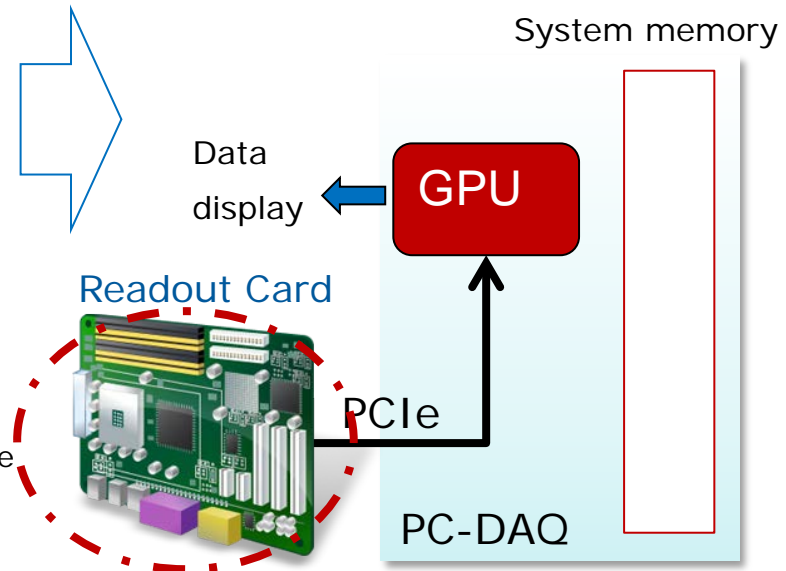 System memory
Data
display
GPU
Readout Card
PCIe
e
PC-DAQ